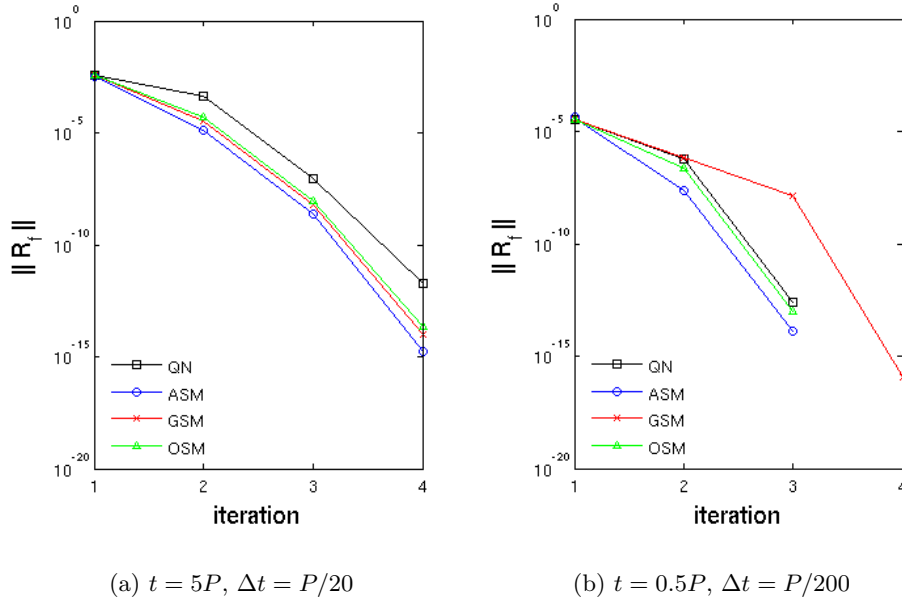 10^0
10^-5
10^-10
10^-15
10^-20
|| R_f ||
QN
ASM
GSM
OSM
1 2 3 4
iteration
(a) t = 5P, Δt = P/20
10^0
10^-5
10^-10
10^-15
10^-20
|| R_f ||
QN
ASM
GSM
OSM
1 2 3 4
iteration
(b) t = 0.5P, Δt = P/200